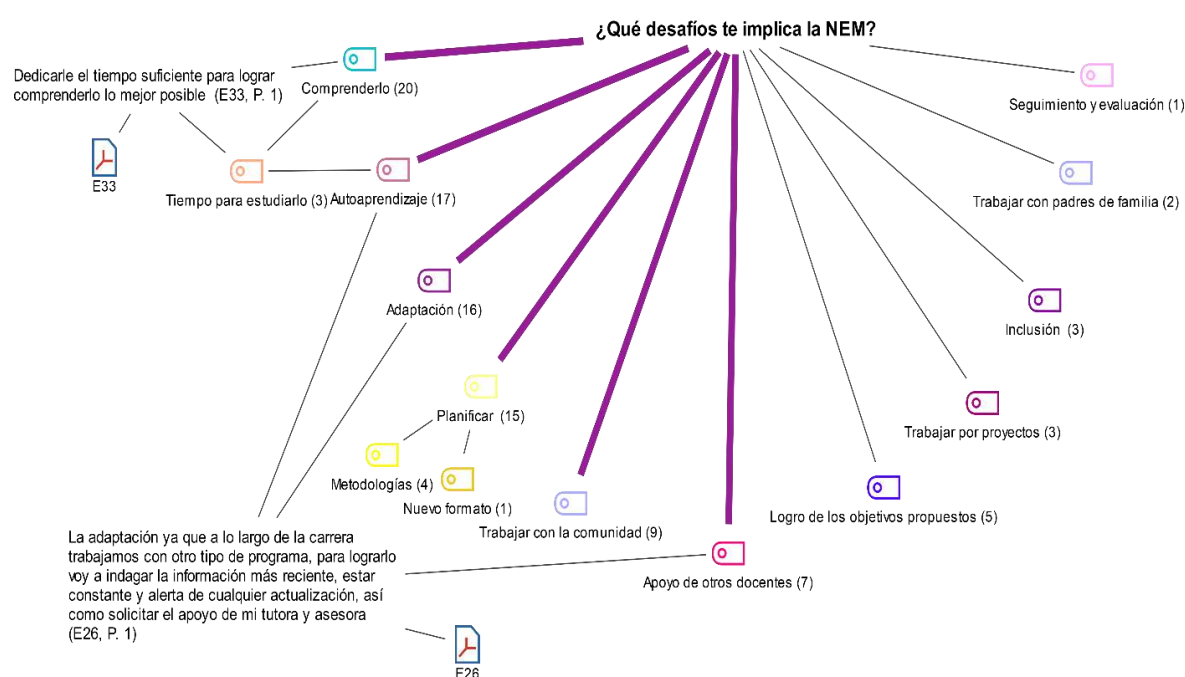 ¿Qué desafíos te implica la NEM?
Dedicarle el tiempo suficiente para lograr
comprenderlo lo mejor posible (E33, P. 1)
Comprenderlo (20)
Seguimiento y evaluación (1)
E33
Tiempo para estudiarlo (3)
Autoaprendizaje (17)
Trabajar con padres de familia (2)
Adaptación (16)
Inclusión (3)
Planificar (15)
Trabajar por proyectos (3)
Metodologías (4)
Nuevo formato (1)
Trabajar con la comunidad (9)
Logro de los objetivos propuestos (5)
La adaptación ya que a lo largo de la carrera
trabajamos con otro tipo de programa, para lograrlo
voy a indagar la información más reciente, estar
constante y alerta de cualquier actualización, así
como solicitar el apoyo de mi tutora y asesora
(E26, P. 1)
Apoyo de otros docentes (7)
E26